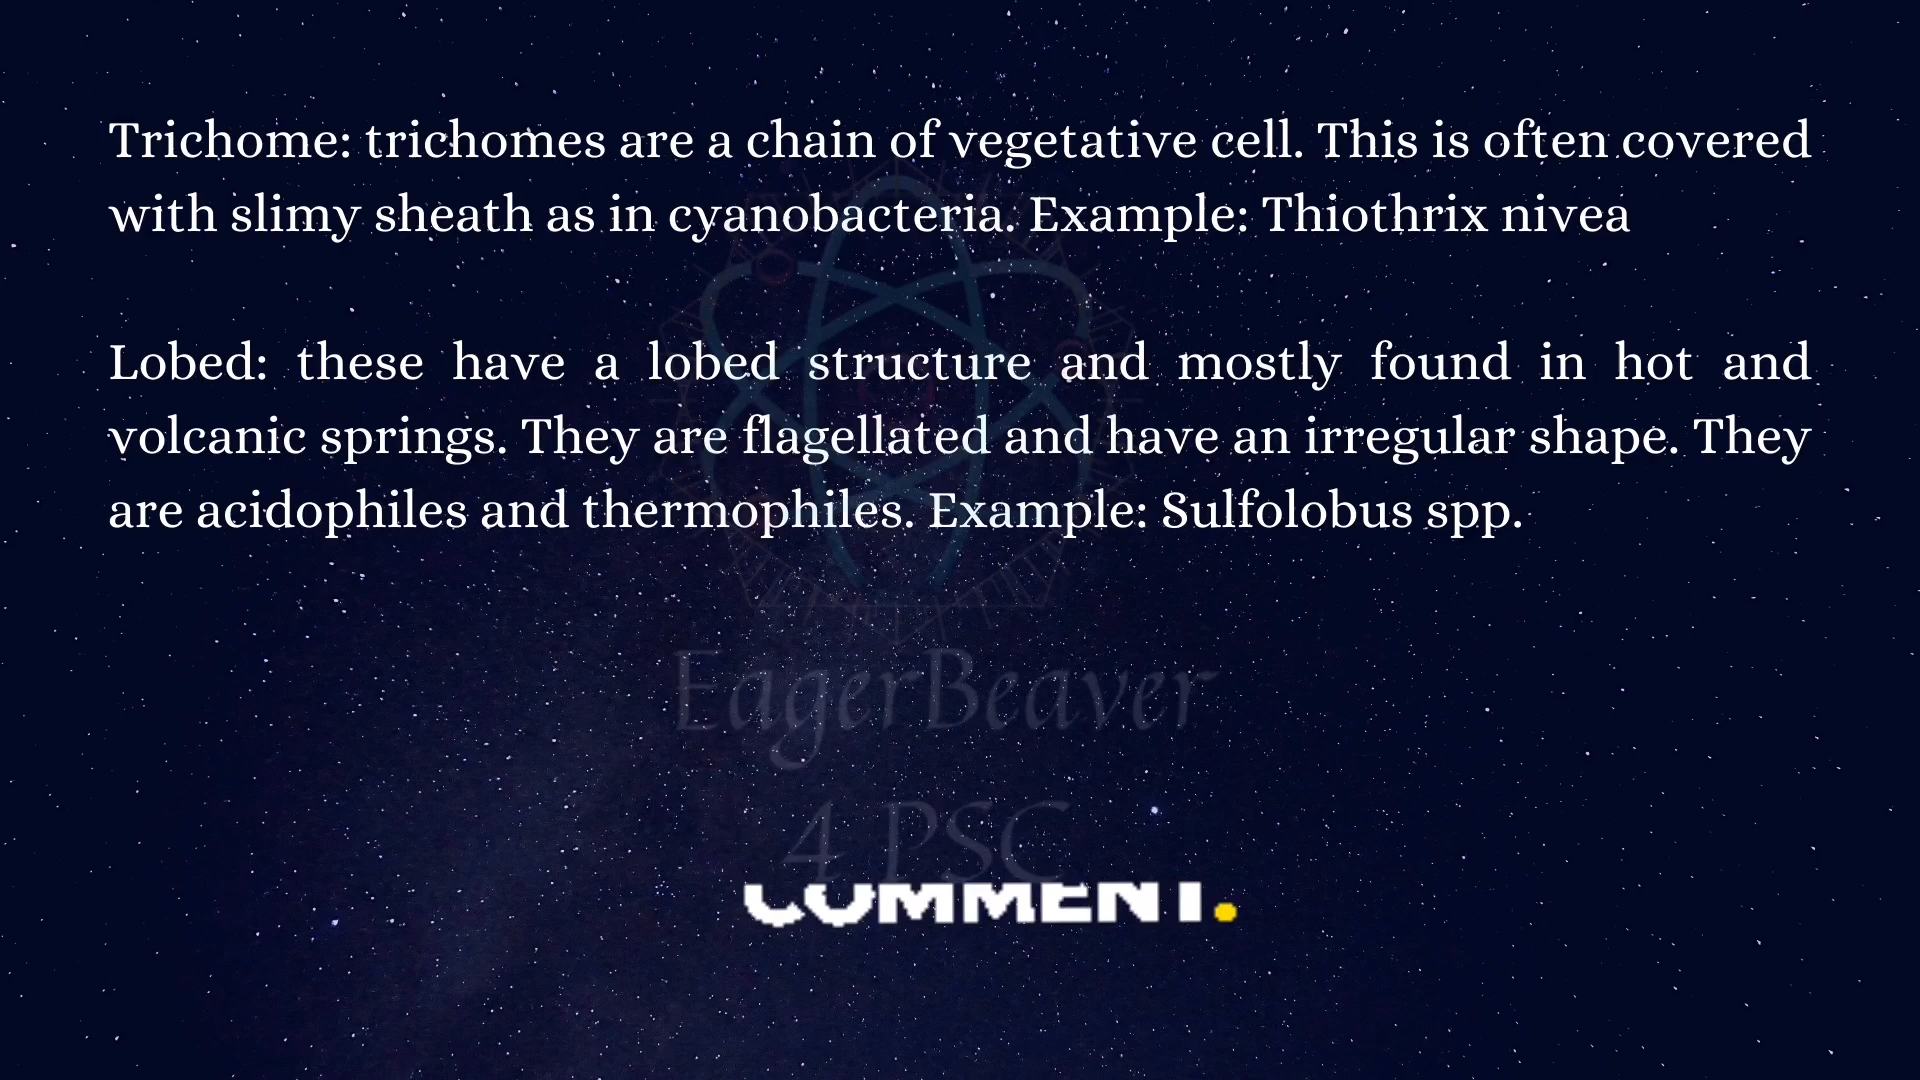 Trichome: trichomes are a chain of vegetative cell. This is often covered
with slimy sheath as in cyanobacteria. Example: Thiothrix nivea
Lobed: these have a lobed structure and mostly found in hot and
volcanic springs. They are flagellated and have an irregular shape. They
are acidophiles and thermophiles. Example: Sulfolobus spp.
EagerBeaver
4 PSC
COMMENT.